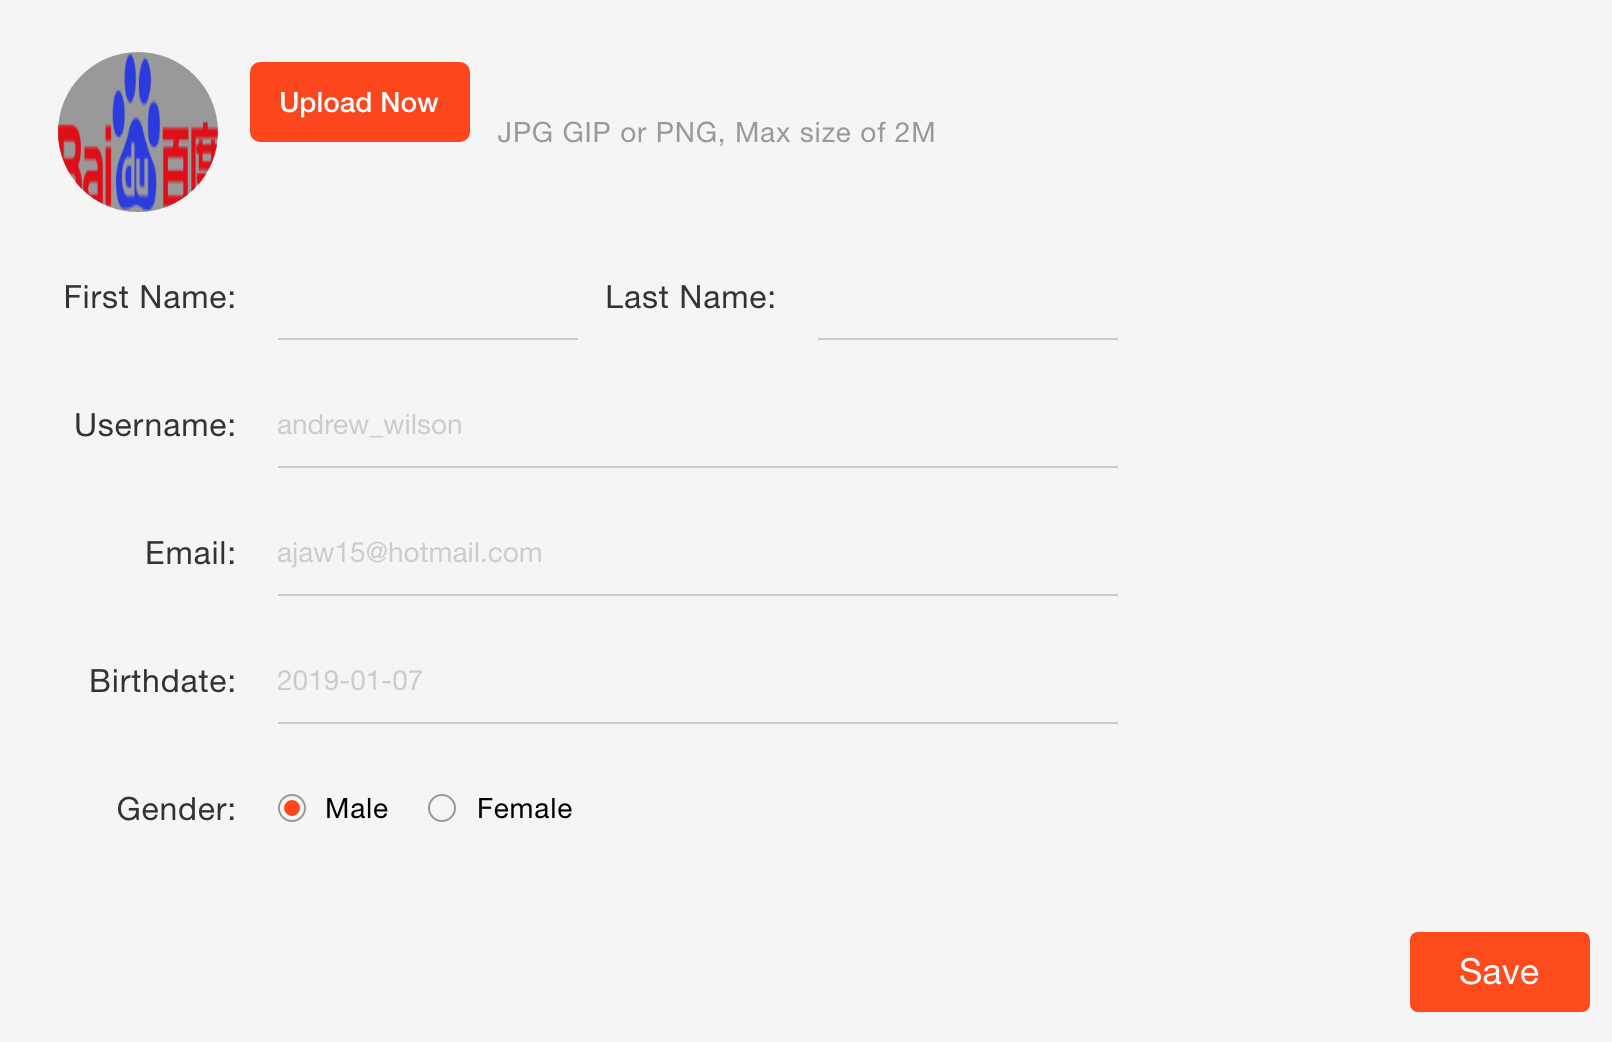 Bai du 百度
Upload Now
JPG GIP or PNG, Max size of 2M
First Name:
Last Name:
Username:
andrew_wilson
Email:
ajaw15@hotmail.com
Birthdate:
2019-01-07
Gender:
Male
Female
Save